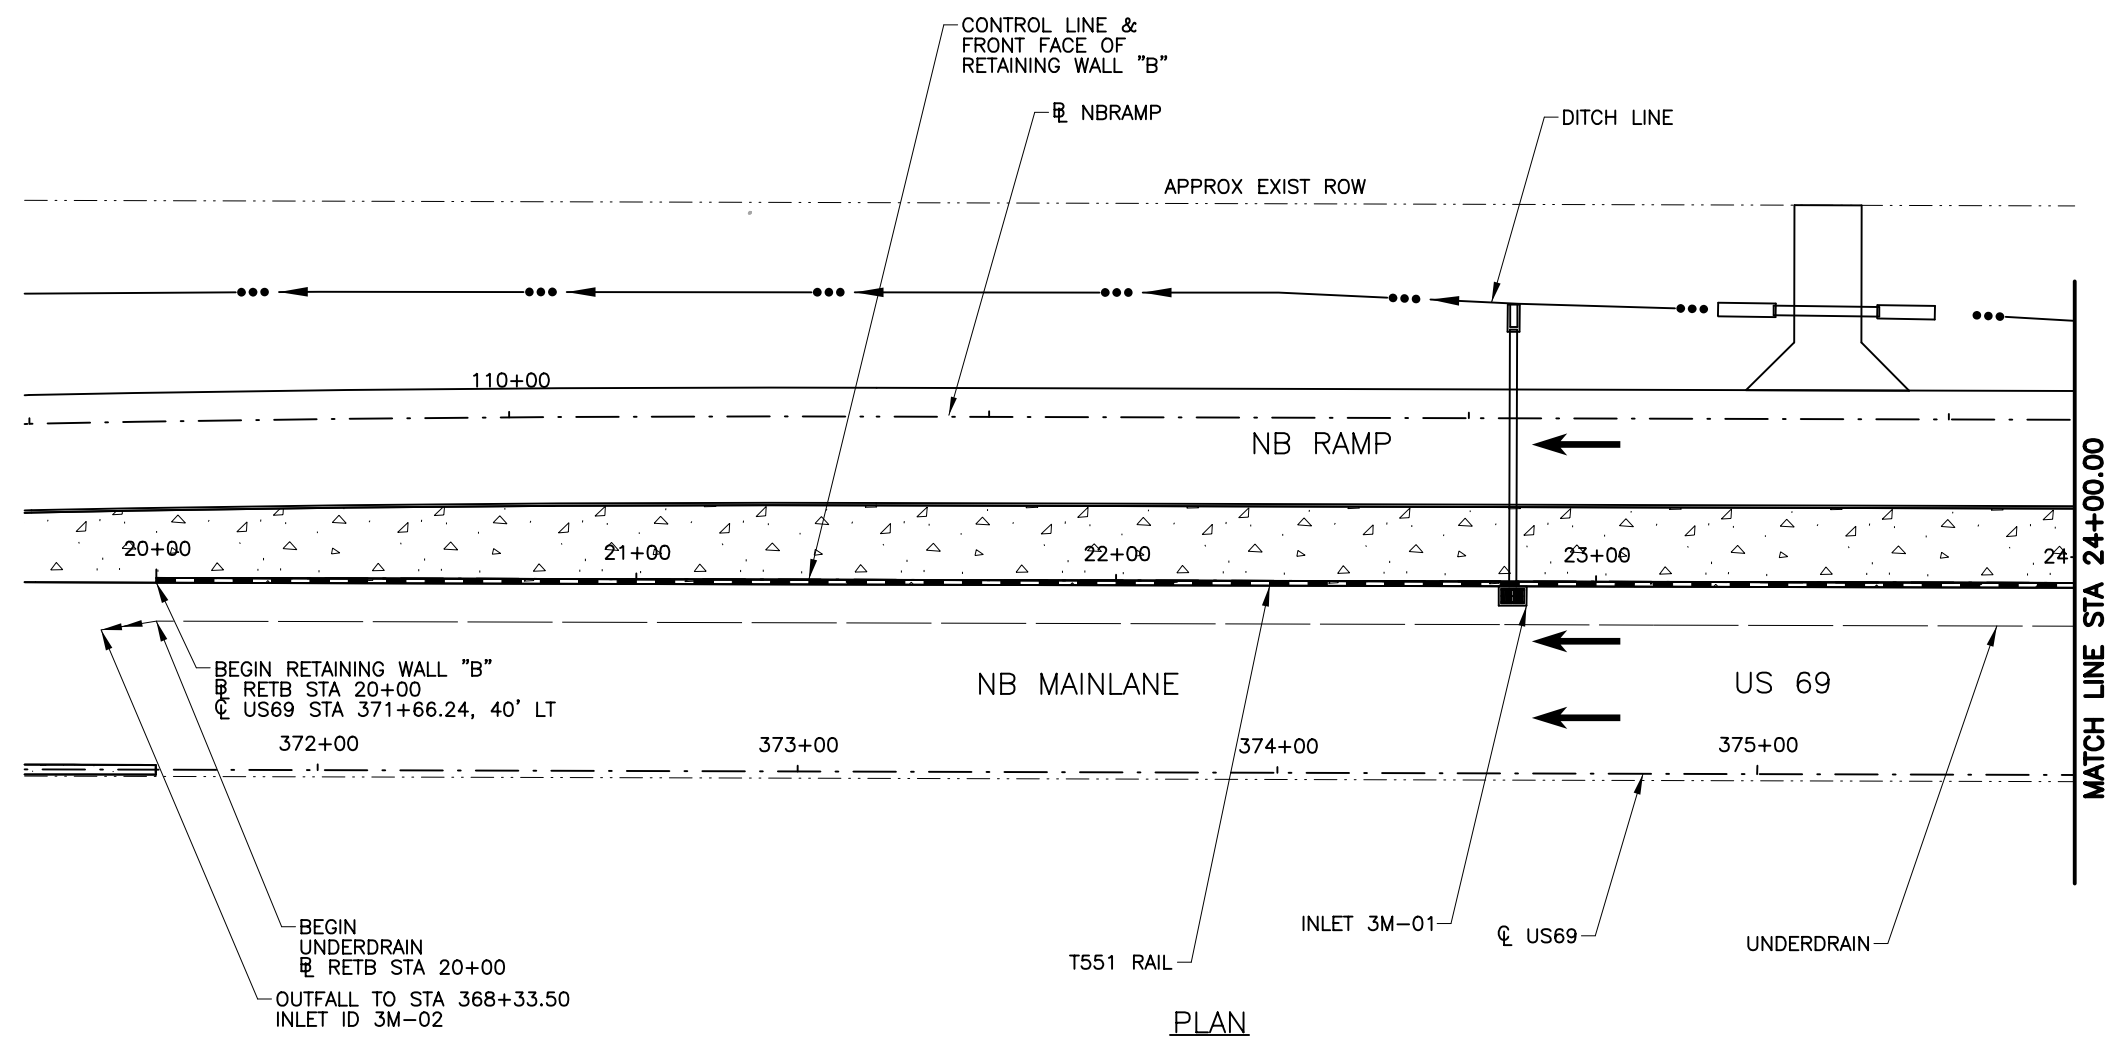 CONTROL LINE &
FRONT FACE OF
RETAINING WALL "B"
℄ NBRAMP
DITCH LINE
APPROX EXIST ROW
110+00
NB RAMP
20+00
21+00
22+00
23+00
24
BEGIN RETAINING WALL "B"
RETB STA 20+00
℄ US69 STA 371+66.24, 40' LT
NB MAINLANE
US 69
372+00
373+00
374+00
375+00
MATCH LINE STA 24+00.00
BEGIN
UNDERDRAIN
RETB STA 20+00
OUTFALL TO STA 368+33.50
INLET ID 3M-02
T551 RAIL
INLET 3M-01
℄ US69
UNDERDRAIN
PLAN